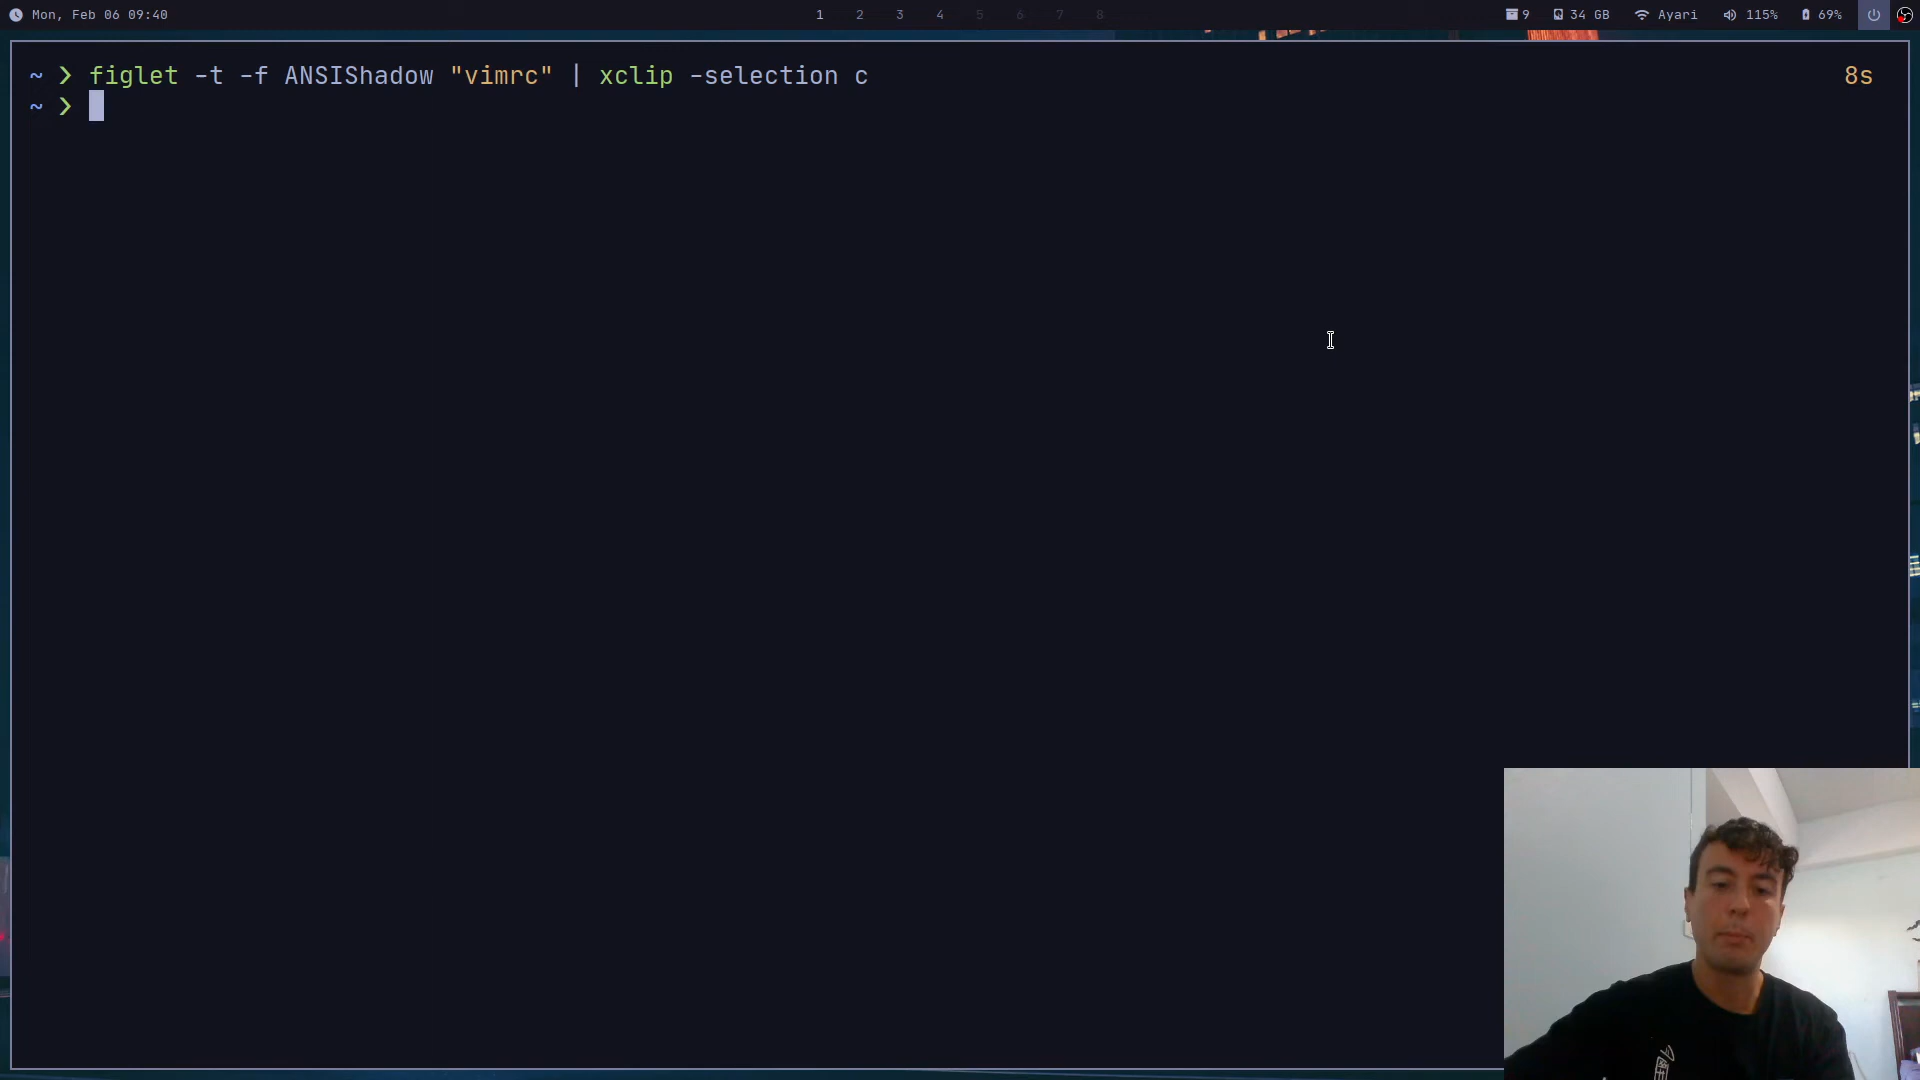 Mon, Feb 06 09:40 1 2 3 4 5 6 7 8 9 34 GB Ayari 115% 69%
~ ❯ figlet -t -f ANSIShadow "vimrc" | xclip -selection c 8s
~ ❯